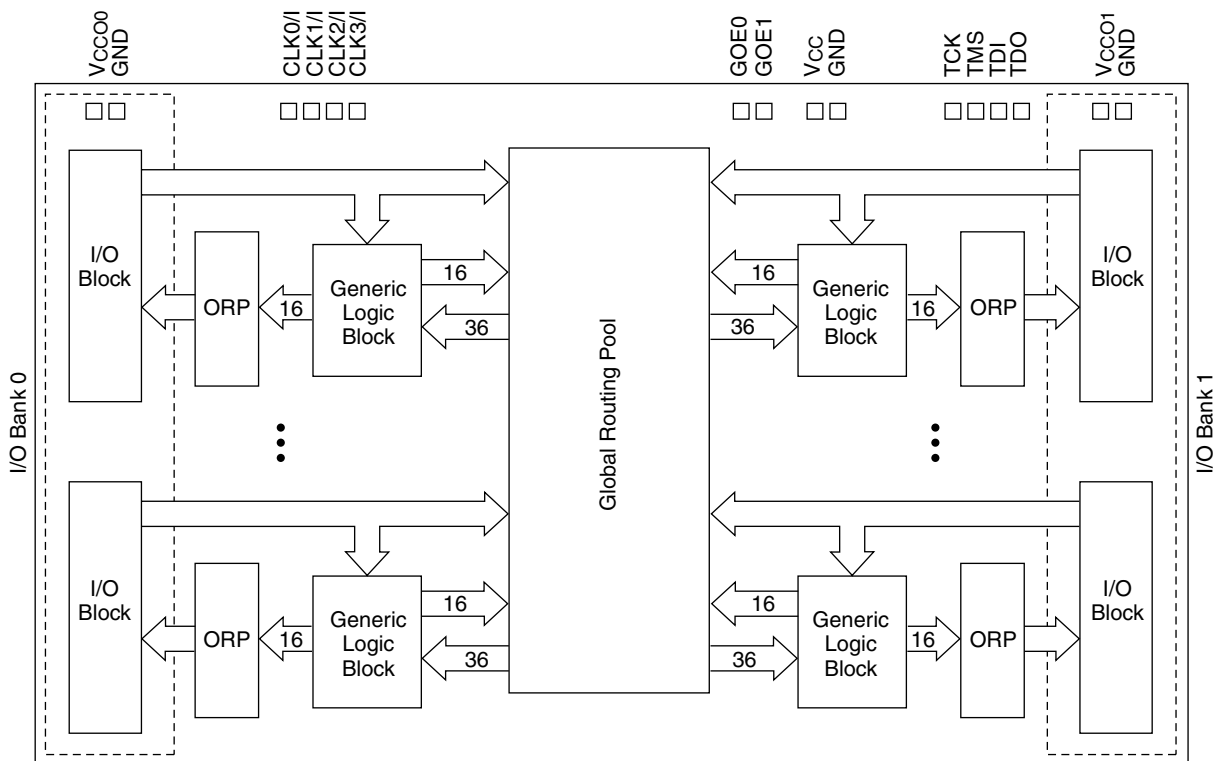 VCCO0
GND
CLK0/I
CLK1/I
CLK2/I
CLK3/I
GOE0
GOE1
VCC
GND
TCK
TMS
TDI
TDO
VCCO1
GND
I/O Bank 0
I/O
Block
ORP
16
Generic
Logic
Block
16
36
Global Routing Pool
16
36
Generic
Logic
Block
16
ORP
I/O
Block
I/O Bank 1
I/O
Block
ORP
16
Generic
Logic
Block
16
36
16
36
Generic
Logic
Block
16
ORP
I/O
Block